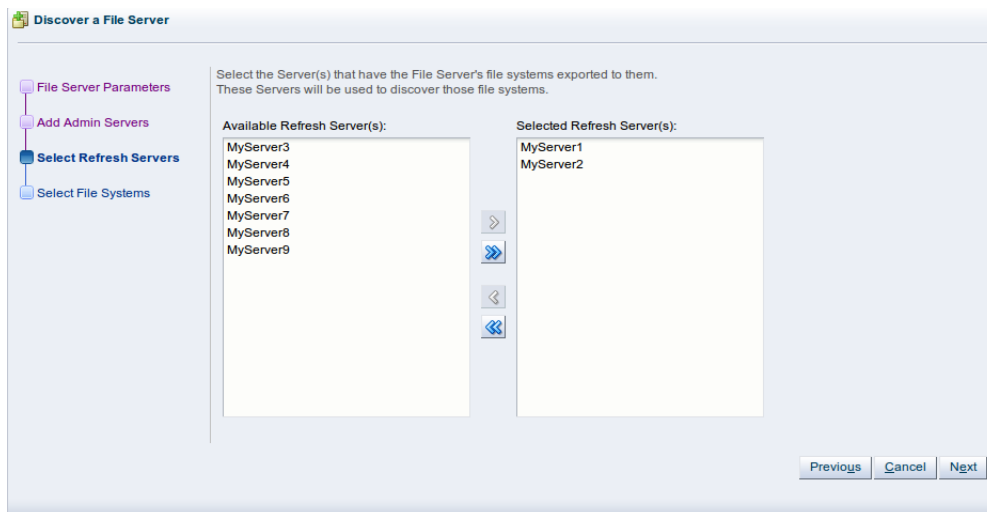 Discover a File Server
File Server Parameters
Add Admin Servers
Select Refresh Servers
Select File Systems
Select the Server(s) that have the File Server's file systems exported to them.
These Servers will be used to discover those file systems.
Available Refresh Server(s):
MyServer3
MyServer4
MyServer5
MyServer6
MyServer7
MyServer8
MyServer9
Selected Refresh Server(s):
MyServer1
MyServer2
Previous
Cancel
Next